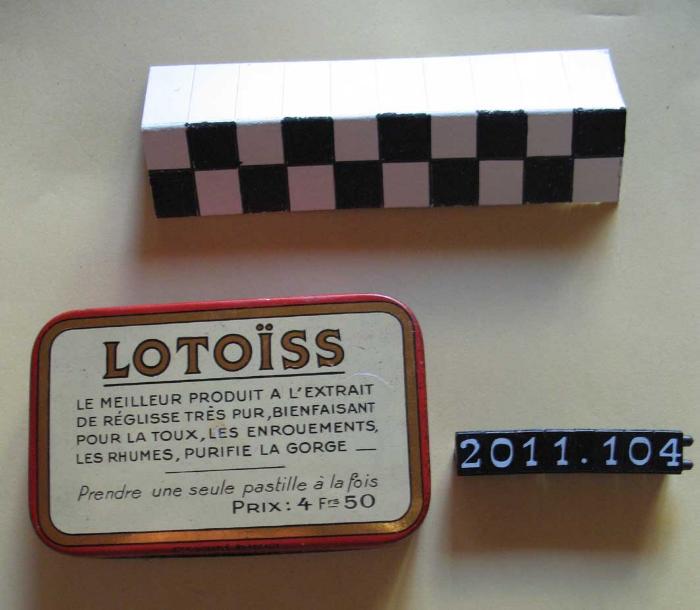 LOTOÏSS
LE MEILLEUR PRODUIT A L'EXTRAIT
DE RÉGLISSE TRÈS PUR, BIENFAISANT
POUR LA TOUX, LES ENROUEMENTS,
LES RHUMES, PURIFIE LA GORGE —
Prendre une seule pastille à la fois
PRIX: 4 Frs 50
2011.104